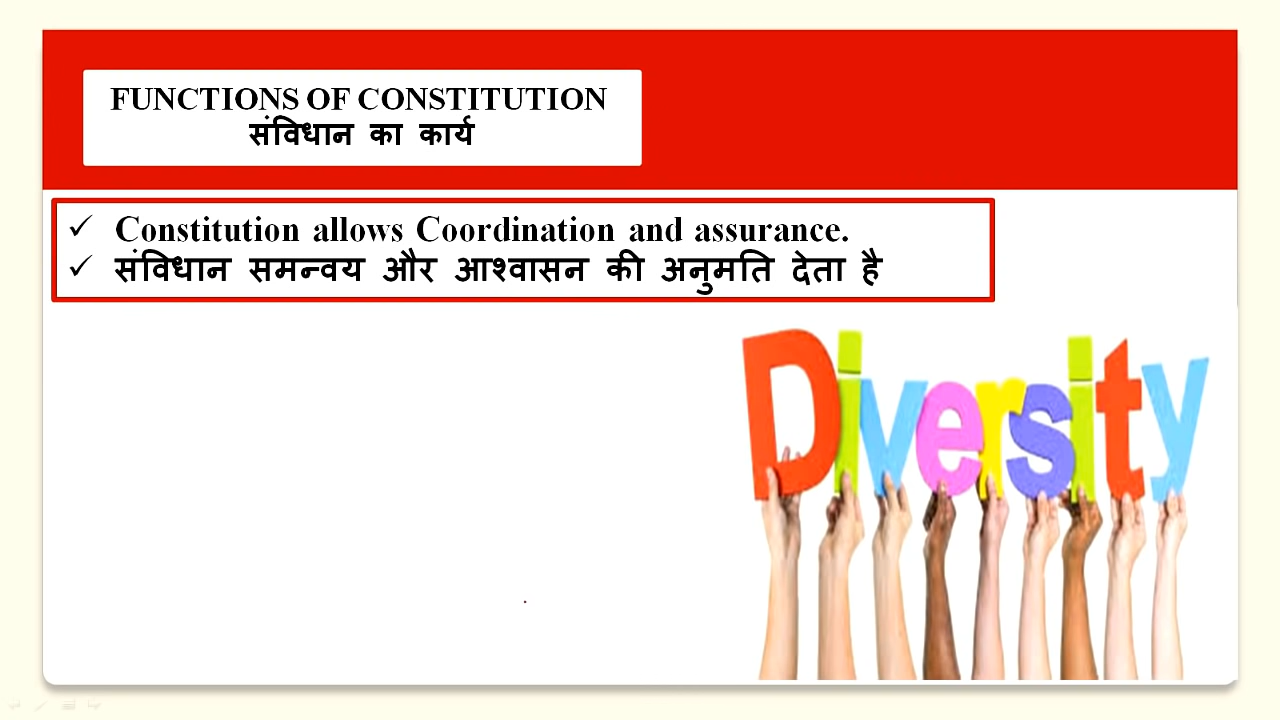 FUNCTIONS OF CONSTITUTION
संविधान का कार्य
✓ Constitution allows Coordination and assurance.
✓ संविधान समन्वय और आश्वासन की अनुमति देता है
Diversity